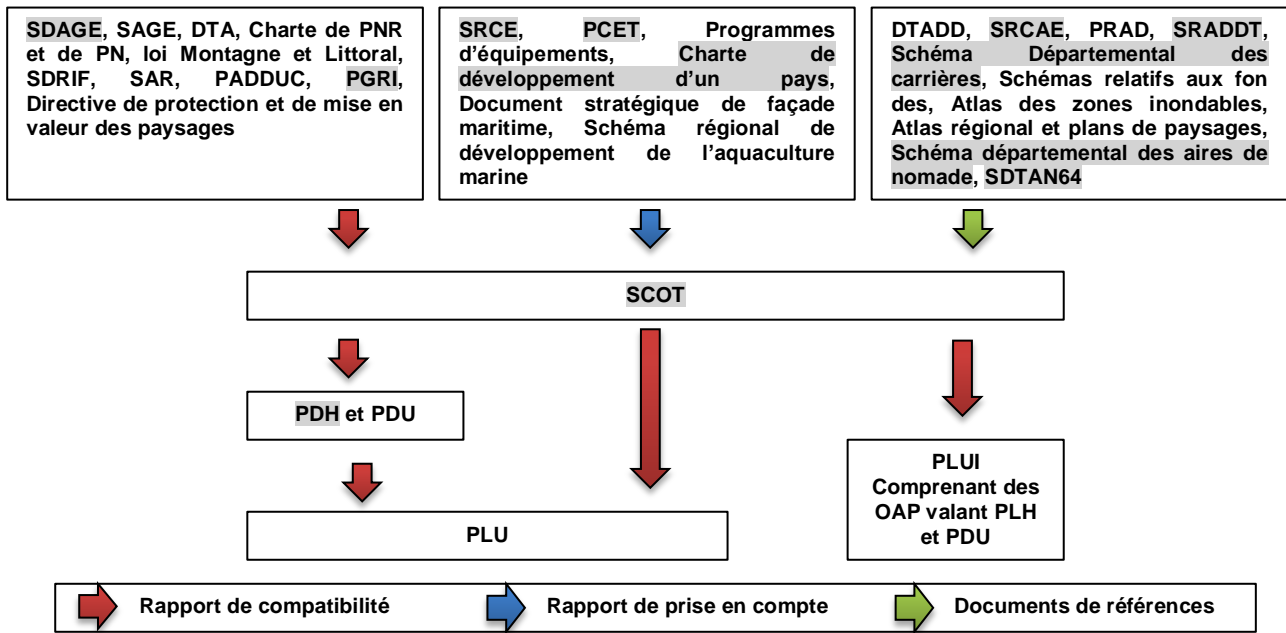 SDAGE, SAGE, DTA, Charte de PNR
et de PN, loi Montagne et Littoral,
SDRIF, SAR, PADDUC, PGRI,
Directive de protection et de mise en
valeur des paysages
SRCE, PCET, Programmes
d’équipements, Charte de
développement d’un pays,
Document stratégique de façade
maritime, Schéma régional de
développement de l’aquaculture
marine
DTADD, SRCAE, PRAD, SRADDT,
Schéma Départemental des
carrières, Schémas relatifs aux fon
des, Atlas des zones inondables,
Atlas régional et plans de paysages,
Schéma départemental des aires de
nomade, SDTAN64
SCOT
PDH et PDU
PLUI
Comprenant des
OAP valant PLH
et PDU
PLU
Rapport de compatibilité
Rapport de prise en compte
Documents de références